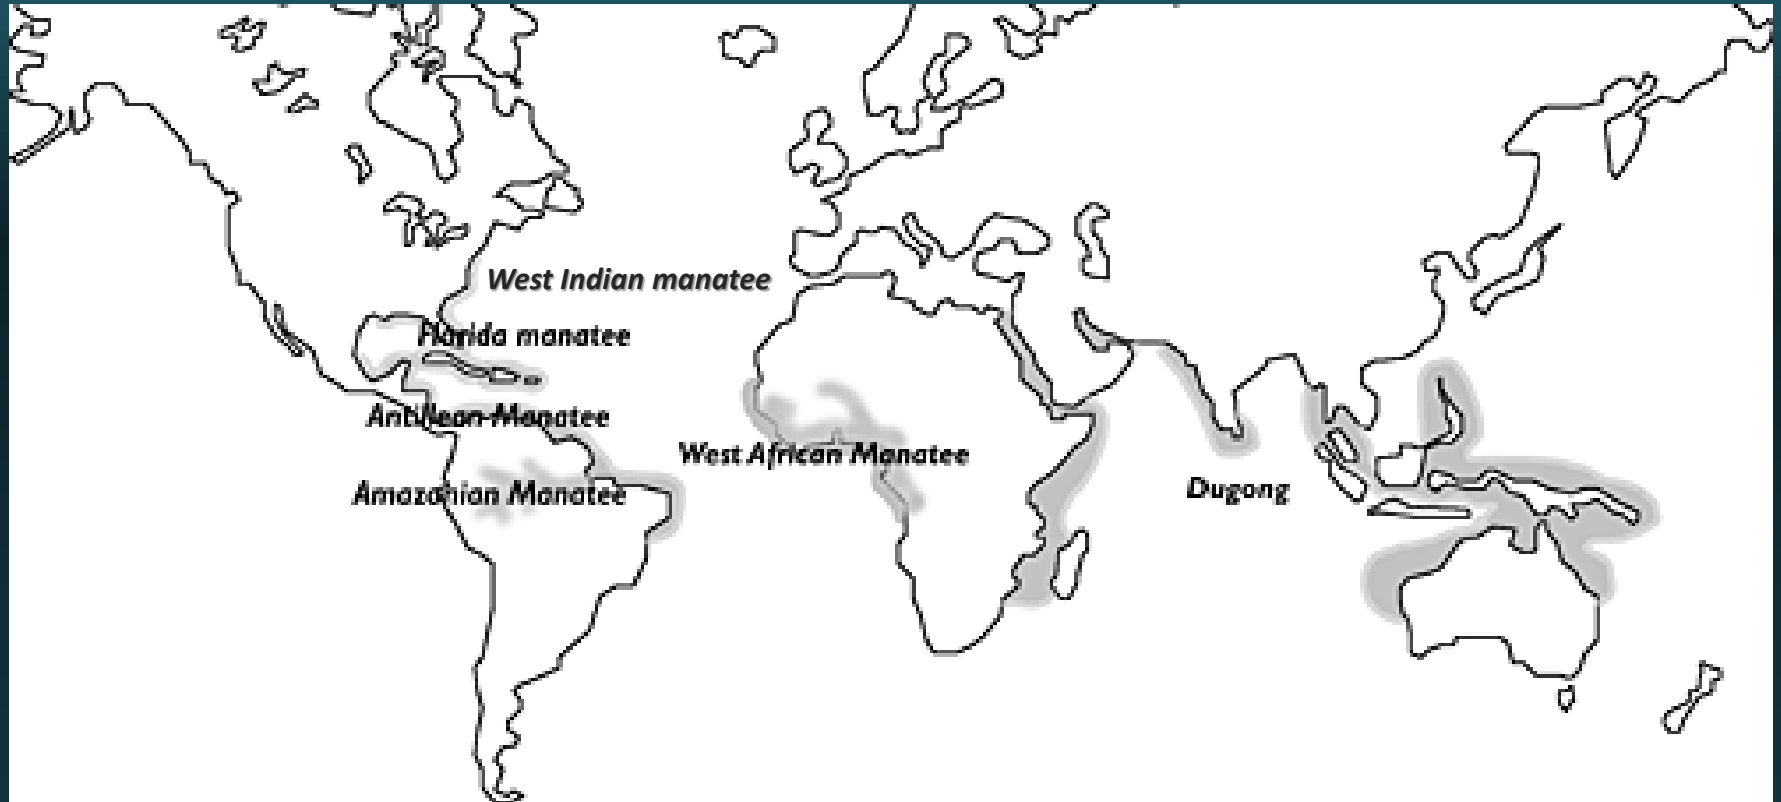 West Indian manatee
Florida manatee
Antillean Manatee
West African Manatee
Amazonian Manatee
Dugong